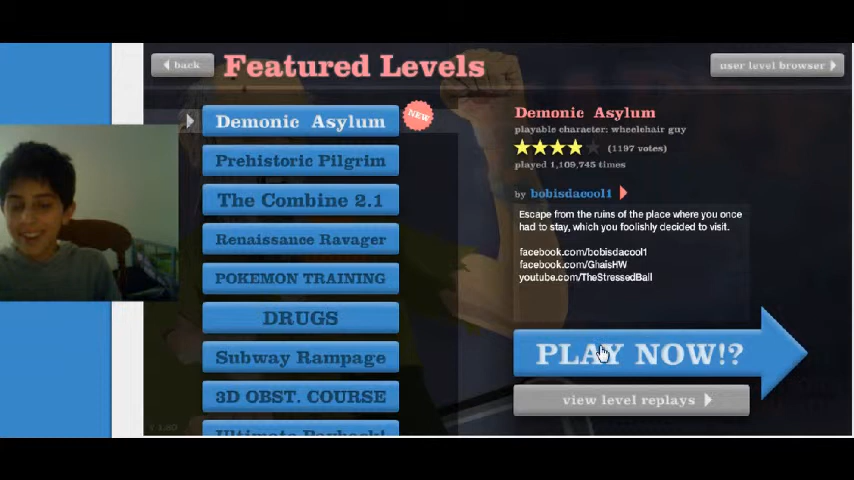 back
Featured Levels
user level browser
Demonic Asylum
NEW
Prehistoric Pilgrim
The Combine 2.1
Renaissance Ravager
POKEMON TRAINING
DRUGS
Subway Rampage
3D OBST. COURSE
Ultimate Payback!
Demonic Asylum
playable character: wheelchair guy
(1197 votes)
played 1,109,745 times
by bobisdacool1
Escape from the ruins of the place where you once
had to stay, which you foolishly decided to visit.
facebook.com/bobisdacool1
facebook.com/GhaisHW
youtube.com/TheStressedBall
PLAY NOW!?
view level replays